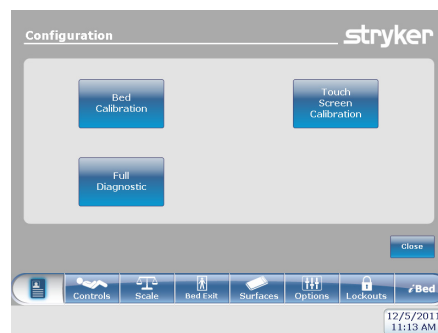 Configuration
stryker
Bed
Calibration
Touch
Screen
Calibration
Full
Diagnostic
Close
Controls
Scale
Bed Exit
Surfaces
Options
Lockouts
iBed
12/5/2011
11:13 AM